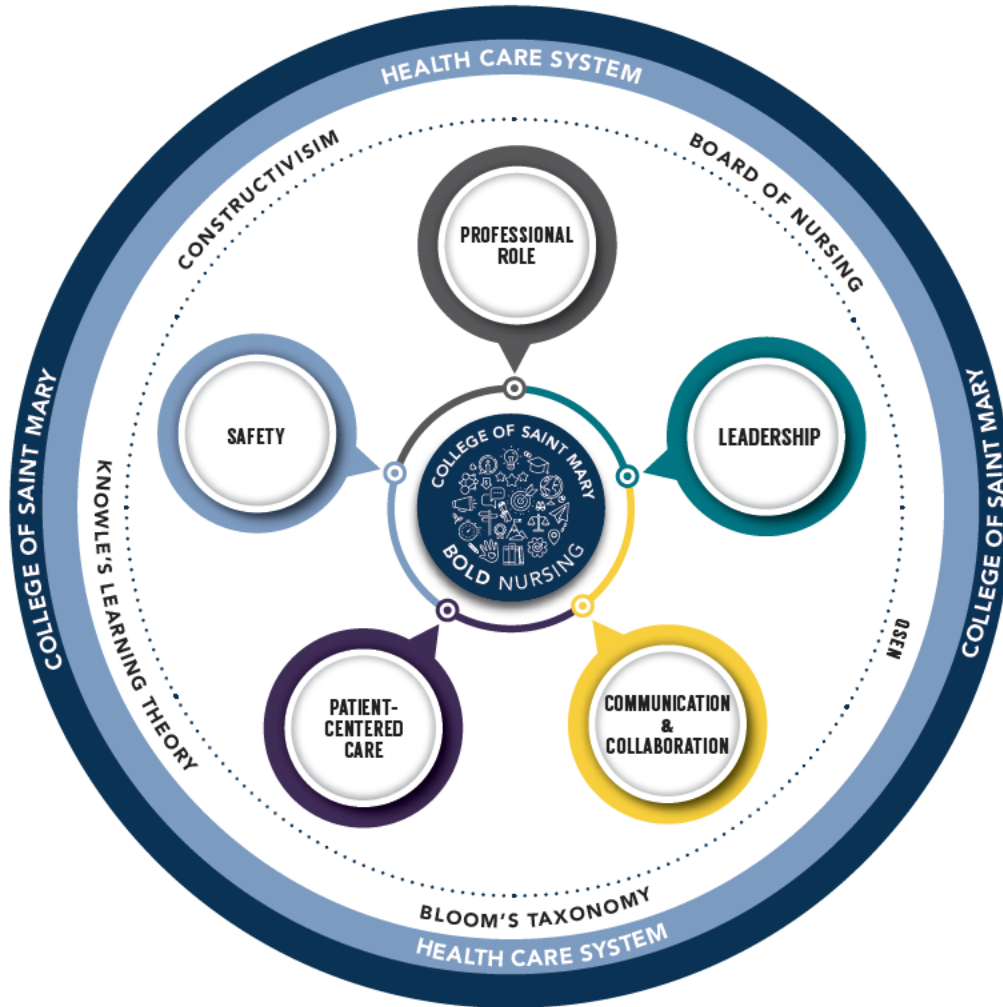 HEALTH CARE SYSTEM
CONSTRUCTIVISIM
BOARD OF NURSING
PROFESSIONAL
ROLE
COLLEGE OF SAINT MARY
SAFETY
LEADERSHIP
COLLEGE OF SAINT MARY
COLLEGE OF SAINT MARY
BOLD NURSING
KNOWLE'S LEARNING THEORY
QSEN
PATIENT-
CENTERED
CARE
COMMUNICATION
&
COLLABORATION
BLOOM'S TAXONOMY
HEALTH CARE SYSTEM